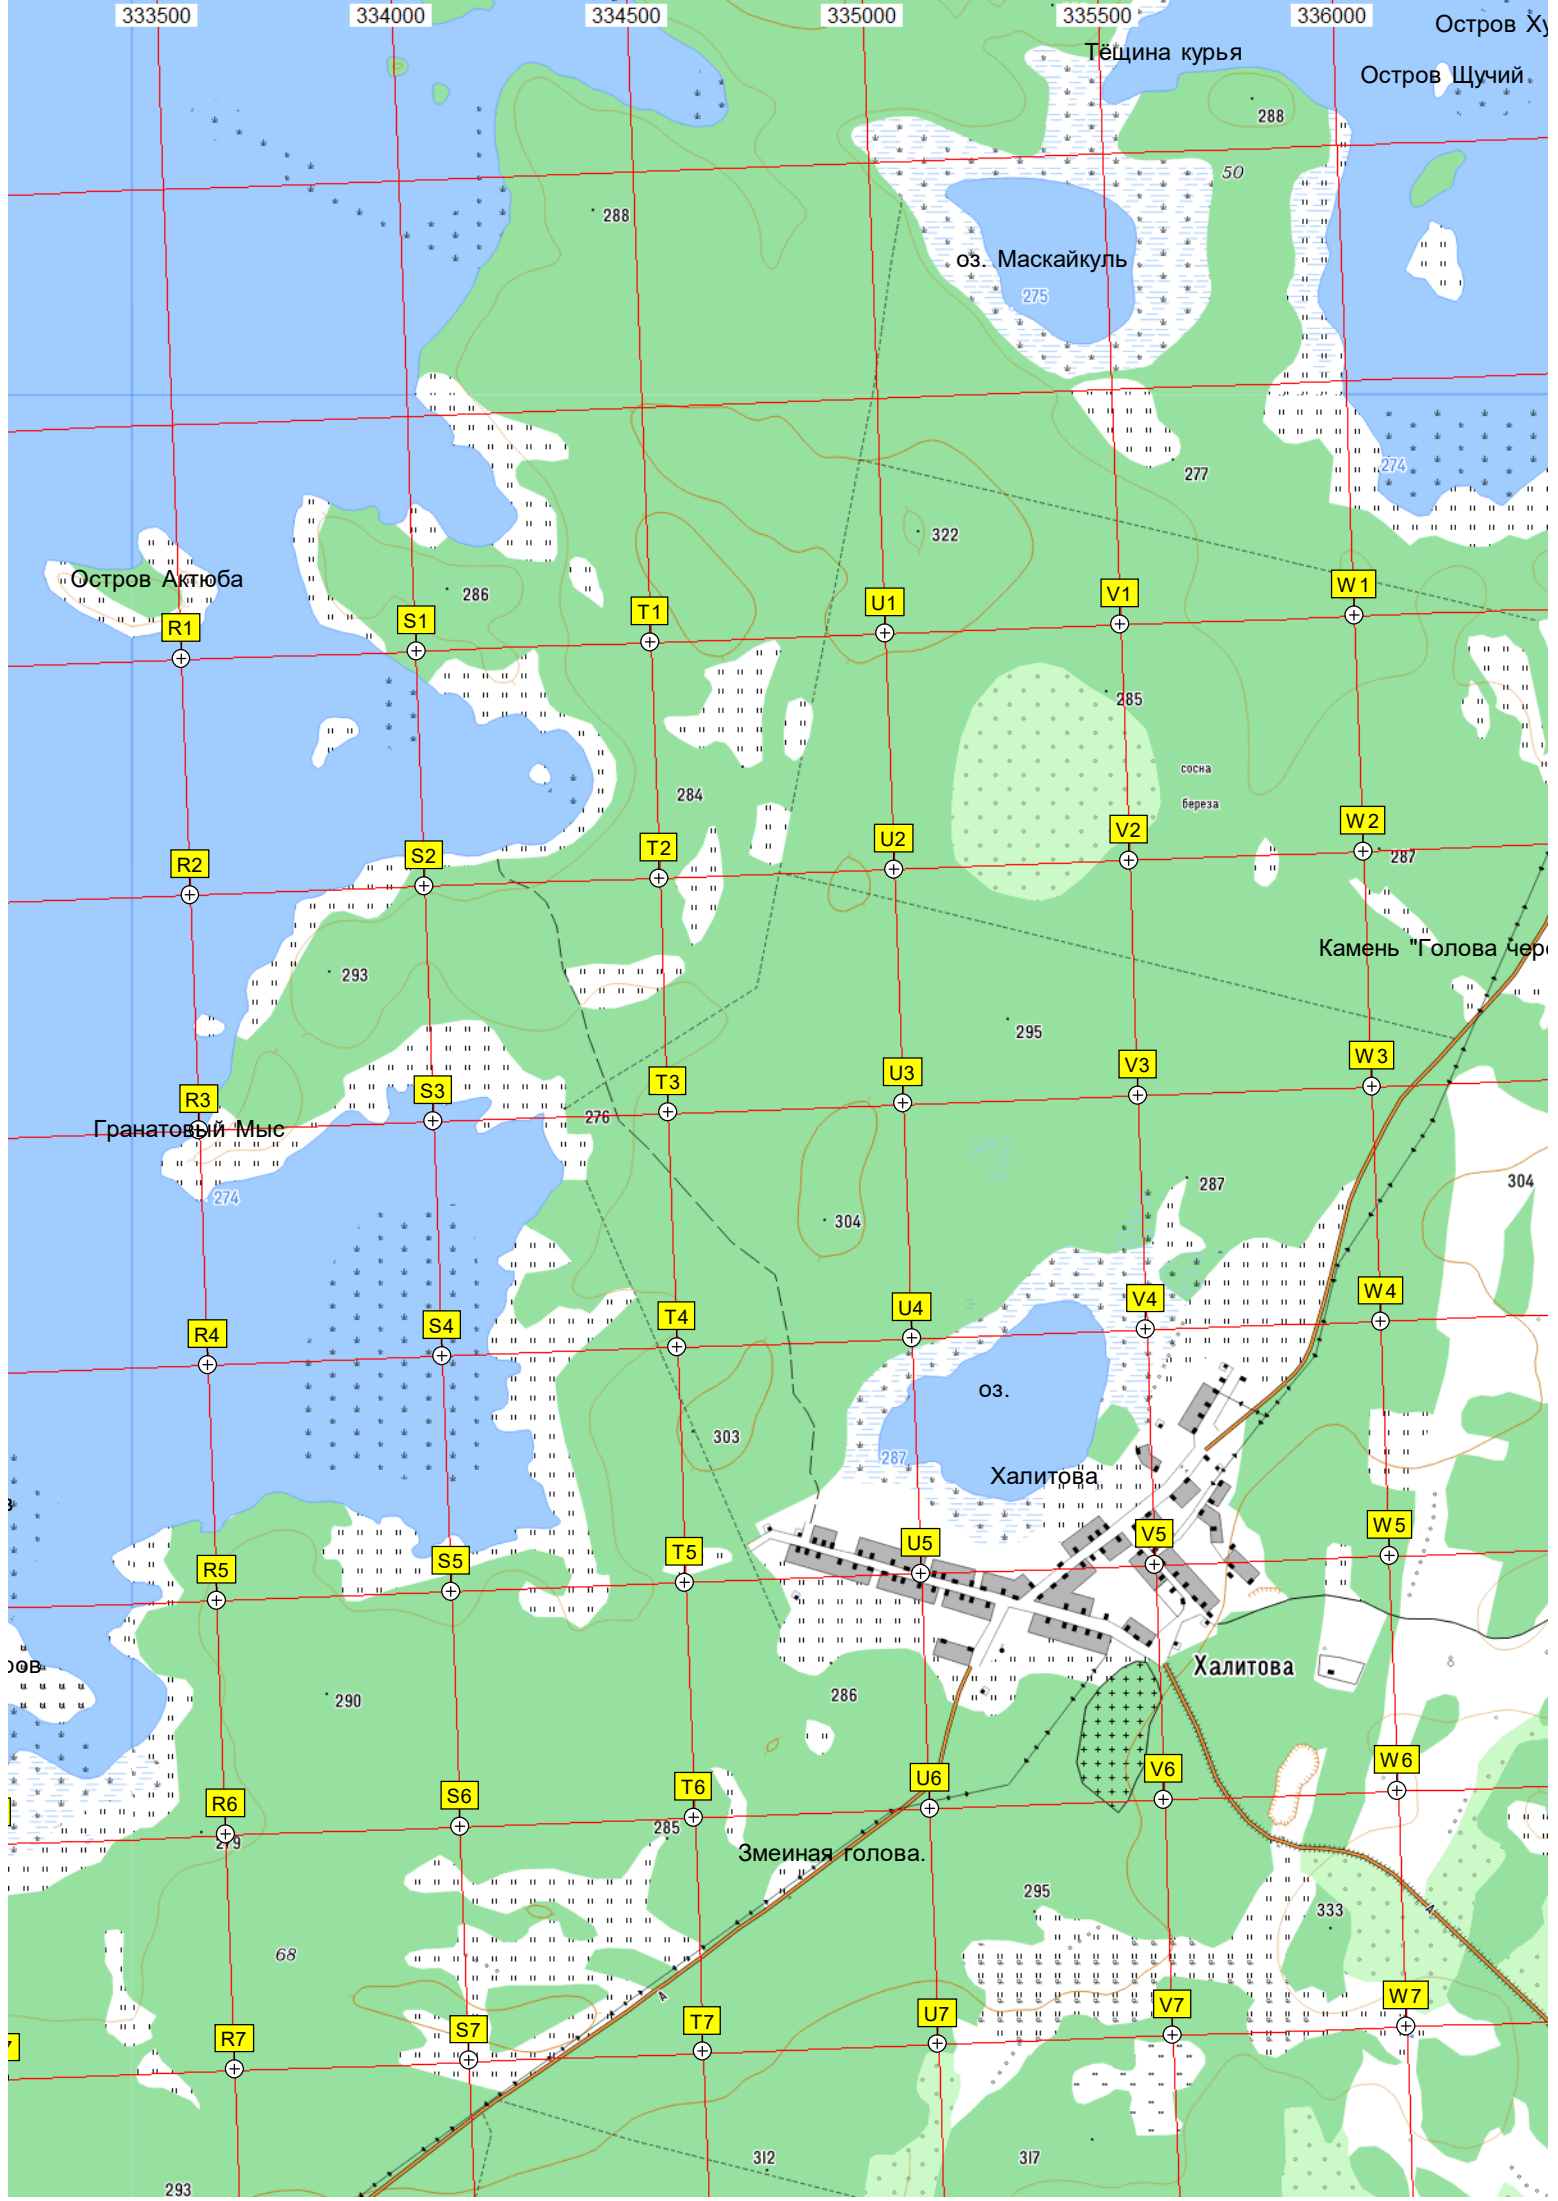 333500 334000 334500 335000 335500 336000
Остров Ху
Тёщина курья
Остров Щучий
288
50
288
оз. Маскайкуль
275
274
277
322
Остров Актюба
286
R1 S1 T1 U1 V1 W1
285
сосна
284
береза
R2 S2 T2 U2 V2 W2
287
Камень "Голова чере
293
295
R3 S3 T3 U3 V3 W3
276
Гранатовый Мыс
274
287
304
304
R4 S4 T4 U4 V4 W4
оз.
303
287
Халитова
R5 S5 T5 U5 V5 W5
ров
Халитова
290
286
R6 S6 T6 U6 V6 W6
279
285
Змеиная голова.
295
333
68
А
А
R7 S7 T7 U7 V7 W7
7
312
317
293